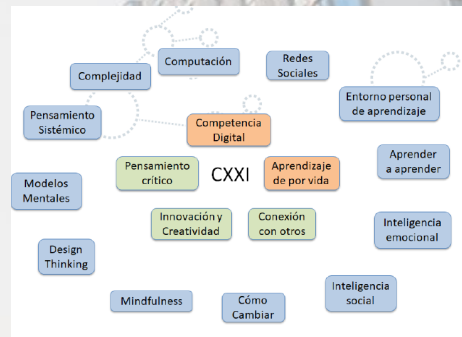 Computación
Redes
Sociales
Complejidad
Entorno personal
de aprendizaje
Pensamiento
Sistémico
Competencia
Digital
Aprender
a aprender
Pensamiento
crítico
CXXI
Aprendizaje
de por vida
Modelos
Mentales
Innovación y
Creatividad
Conexión
con otros
Inteligencia
emocional
Design
Thinking
Inteligencia
social
Mindfulness
Cómo
Cambiar